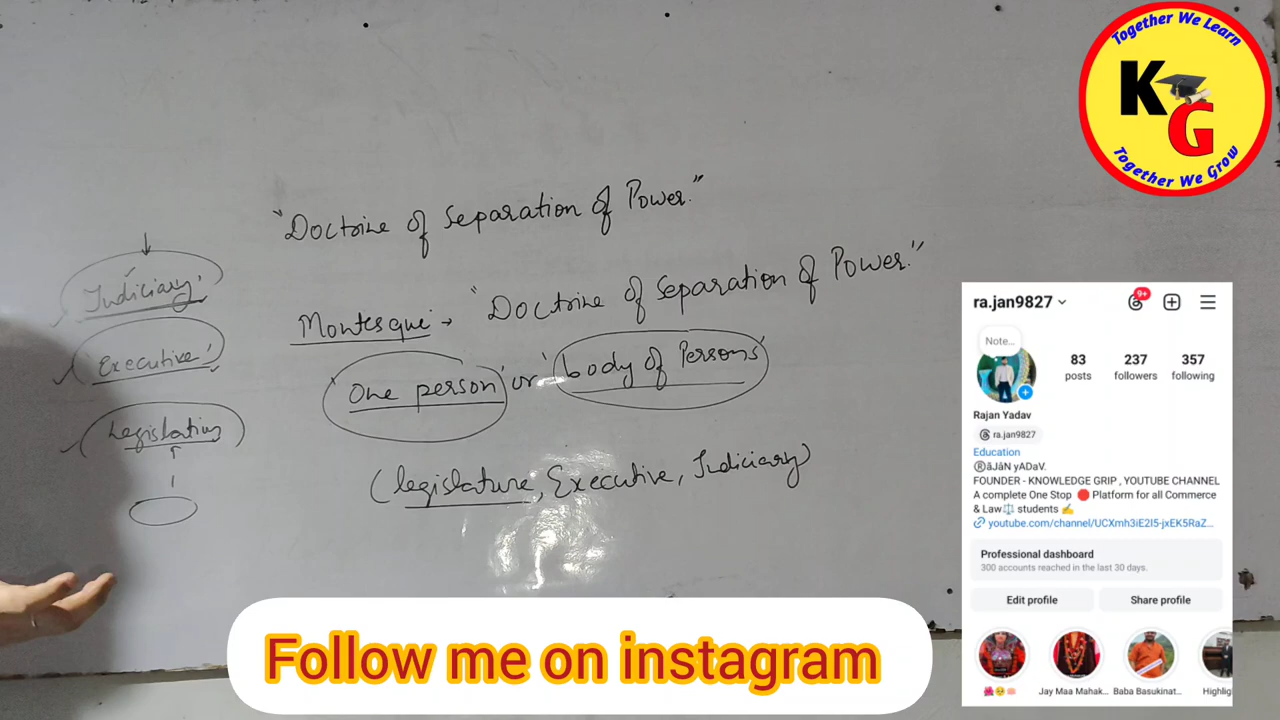 Together We Learn
KG
Together We Grow
"Doctrine of Separation of Power."
Judiciary
Executive
Montesque → "Doctrine of Separation of Power."
'One person' or 'body of Persons'
(legislature, Executive, Judiciary)
ra.jan9827
9+
Note...
83 237 357
posts followers following
Rajan Yadav
ra.jan9827
Education
ⓇāJâN yADaV.
FOUNDER - KNOWLEDGE GRIP , YOUTUBE CHANNEL
A complete One Stop 🛑 Platform for all Commerce
& Law⚖️ students ✍️
youtube.com/channel/UCXmh3iE2I5-jxEK5RaZ...
Professional dashboard
300 accounts reached in the last 30 days.
Edit profile Share profile
🌺🥺🪷 Jay Maa Mahak... Baba Basukinat... Highlig
Follow me on instagram